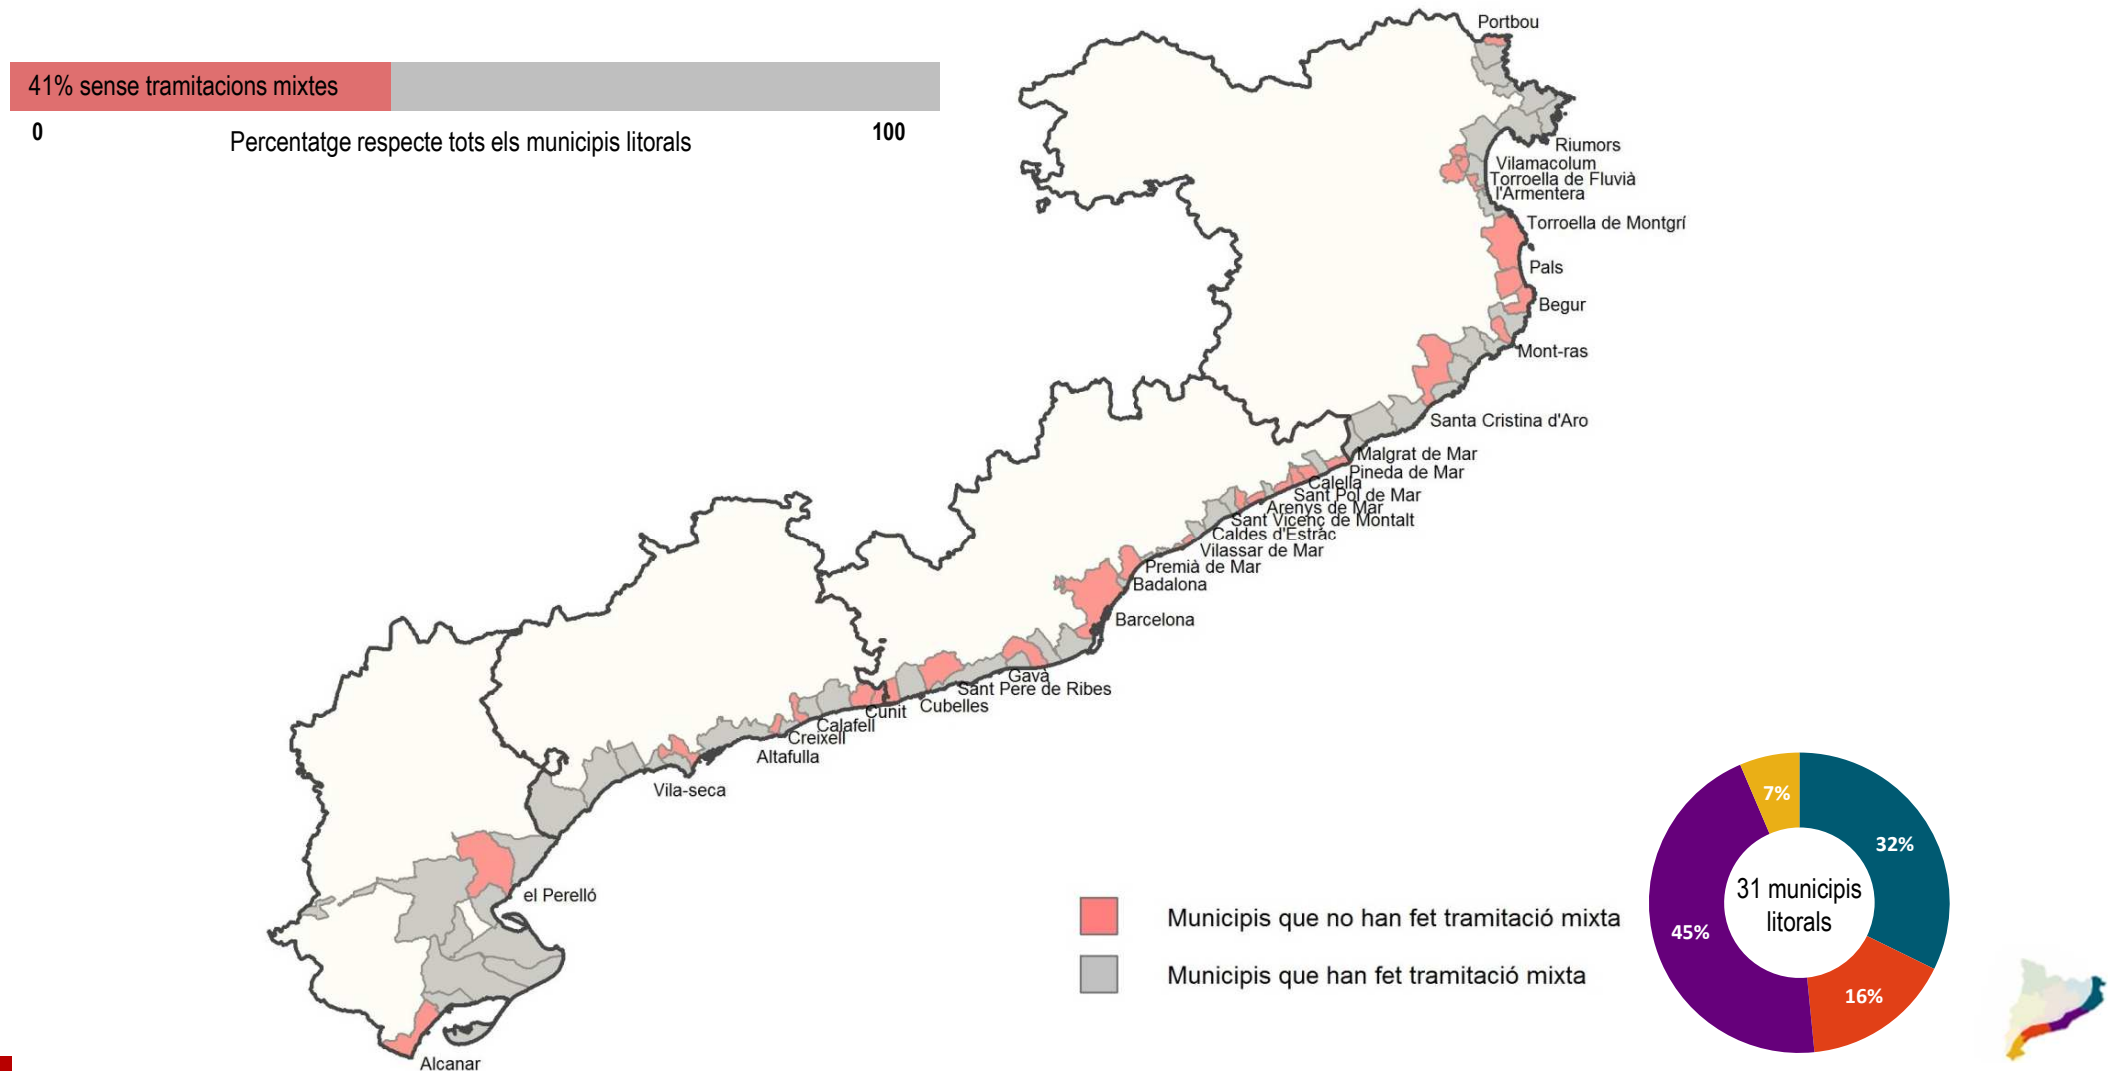 41% sense tramitacions mixtes
0
100
Percentatge respecte tots els municipis litorals
Portbou
Riumors
Vilamacolum
Torroella de Fluvià
l'Armentera
Torroella de Montgrí
Pals
Begur
Mont-ras
Santa Cristina d'Aro
Malgrat de Mar
Pineda de Mar
Calella
Sant Pol de Mar
Arenys de Mar
Sant Vicenç de Montalt
Caldes d'Estrac
Vilassar de Mar
Premià de Mar
Badalona
Barcelona
Gavà
Sant Pere de Ribes
Cubelles
Cunit
Calafell
Creixell
Altafulla
Vila-seca
el Perelló
Alcanar
Municipis que no han fet tramitació mixta
Municipis que han fet tramitació mixta
7%
32%
45%
16%
31 municipis
litorals